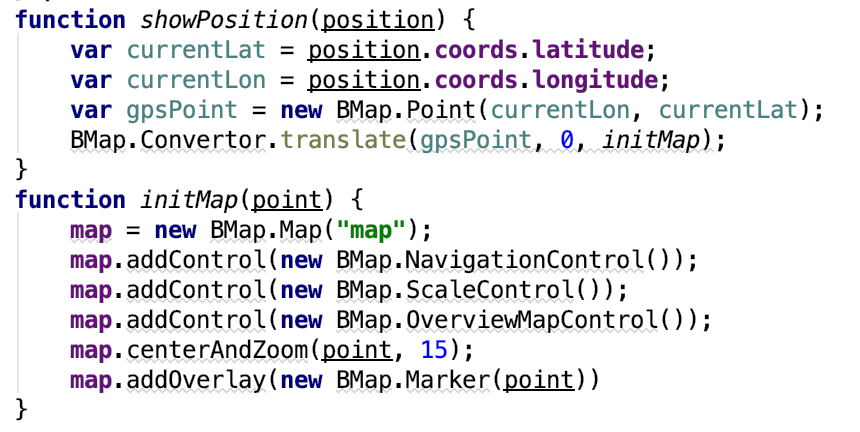 function showPosition(position) {
    var currentLat = position.coords.latitude;
    var currentLon = position.coords.longitude;
    var gpsPoint = new BMap.Point(currentLon, currentLat);
    BMap.Convertor.translate(gpsPoint, 0, initMap);
}
function initMap(point) {
    map = new BMap.Map("map");
    map.addControl(new BMap.NavigationControl());
    map.addControl(new BMap.ScaleControl());
    map.addControl(new BMap.OverviewMapControl());
    map.centerAndZoom(point, 15);
    map.addOverlay(new BMap.Marker(point))
}